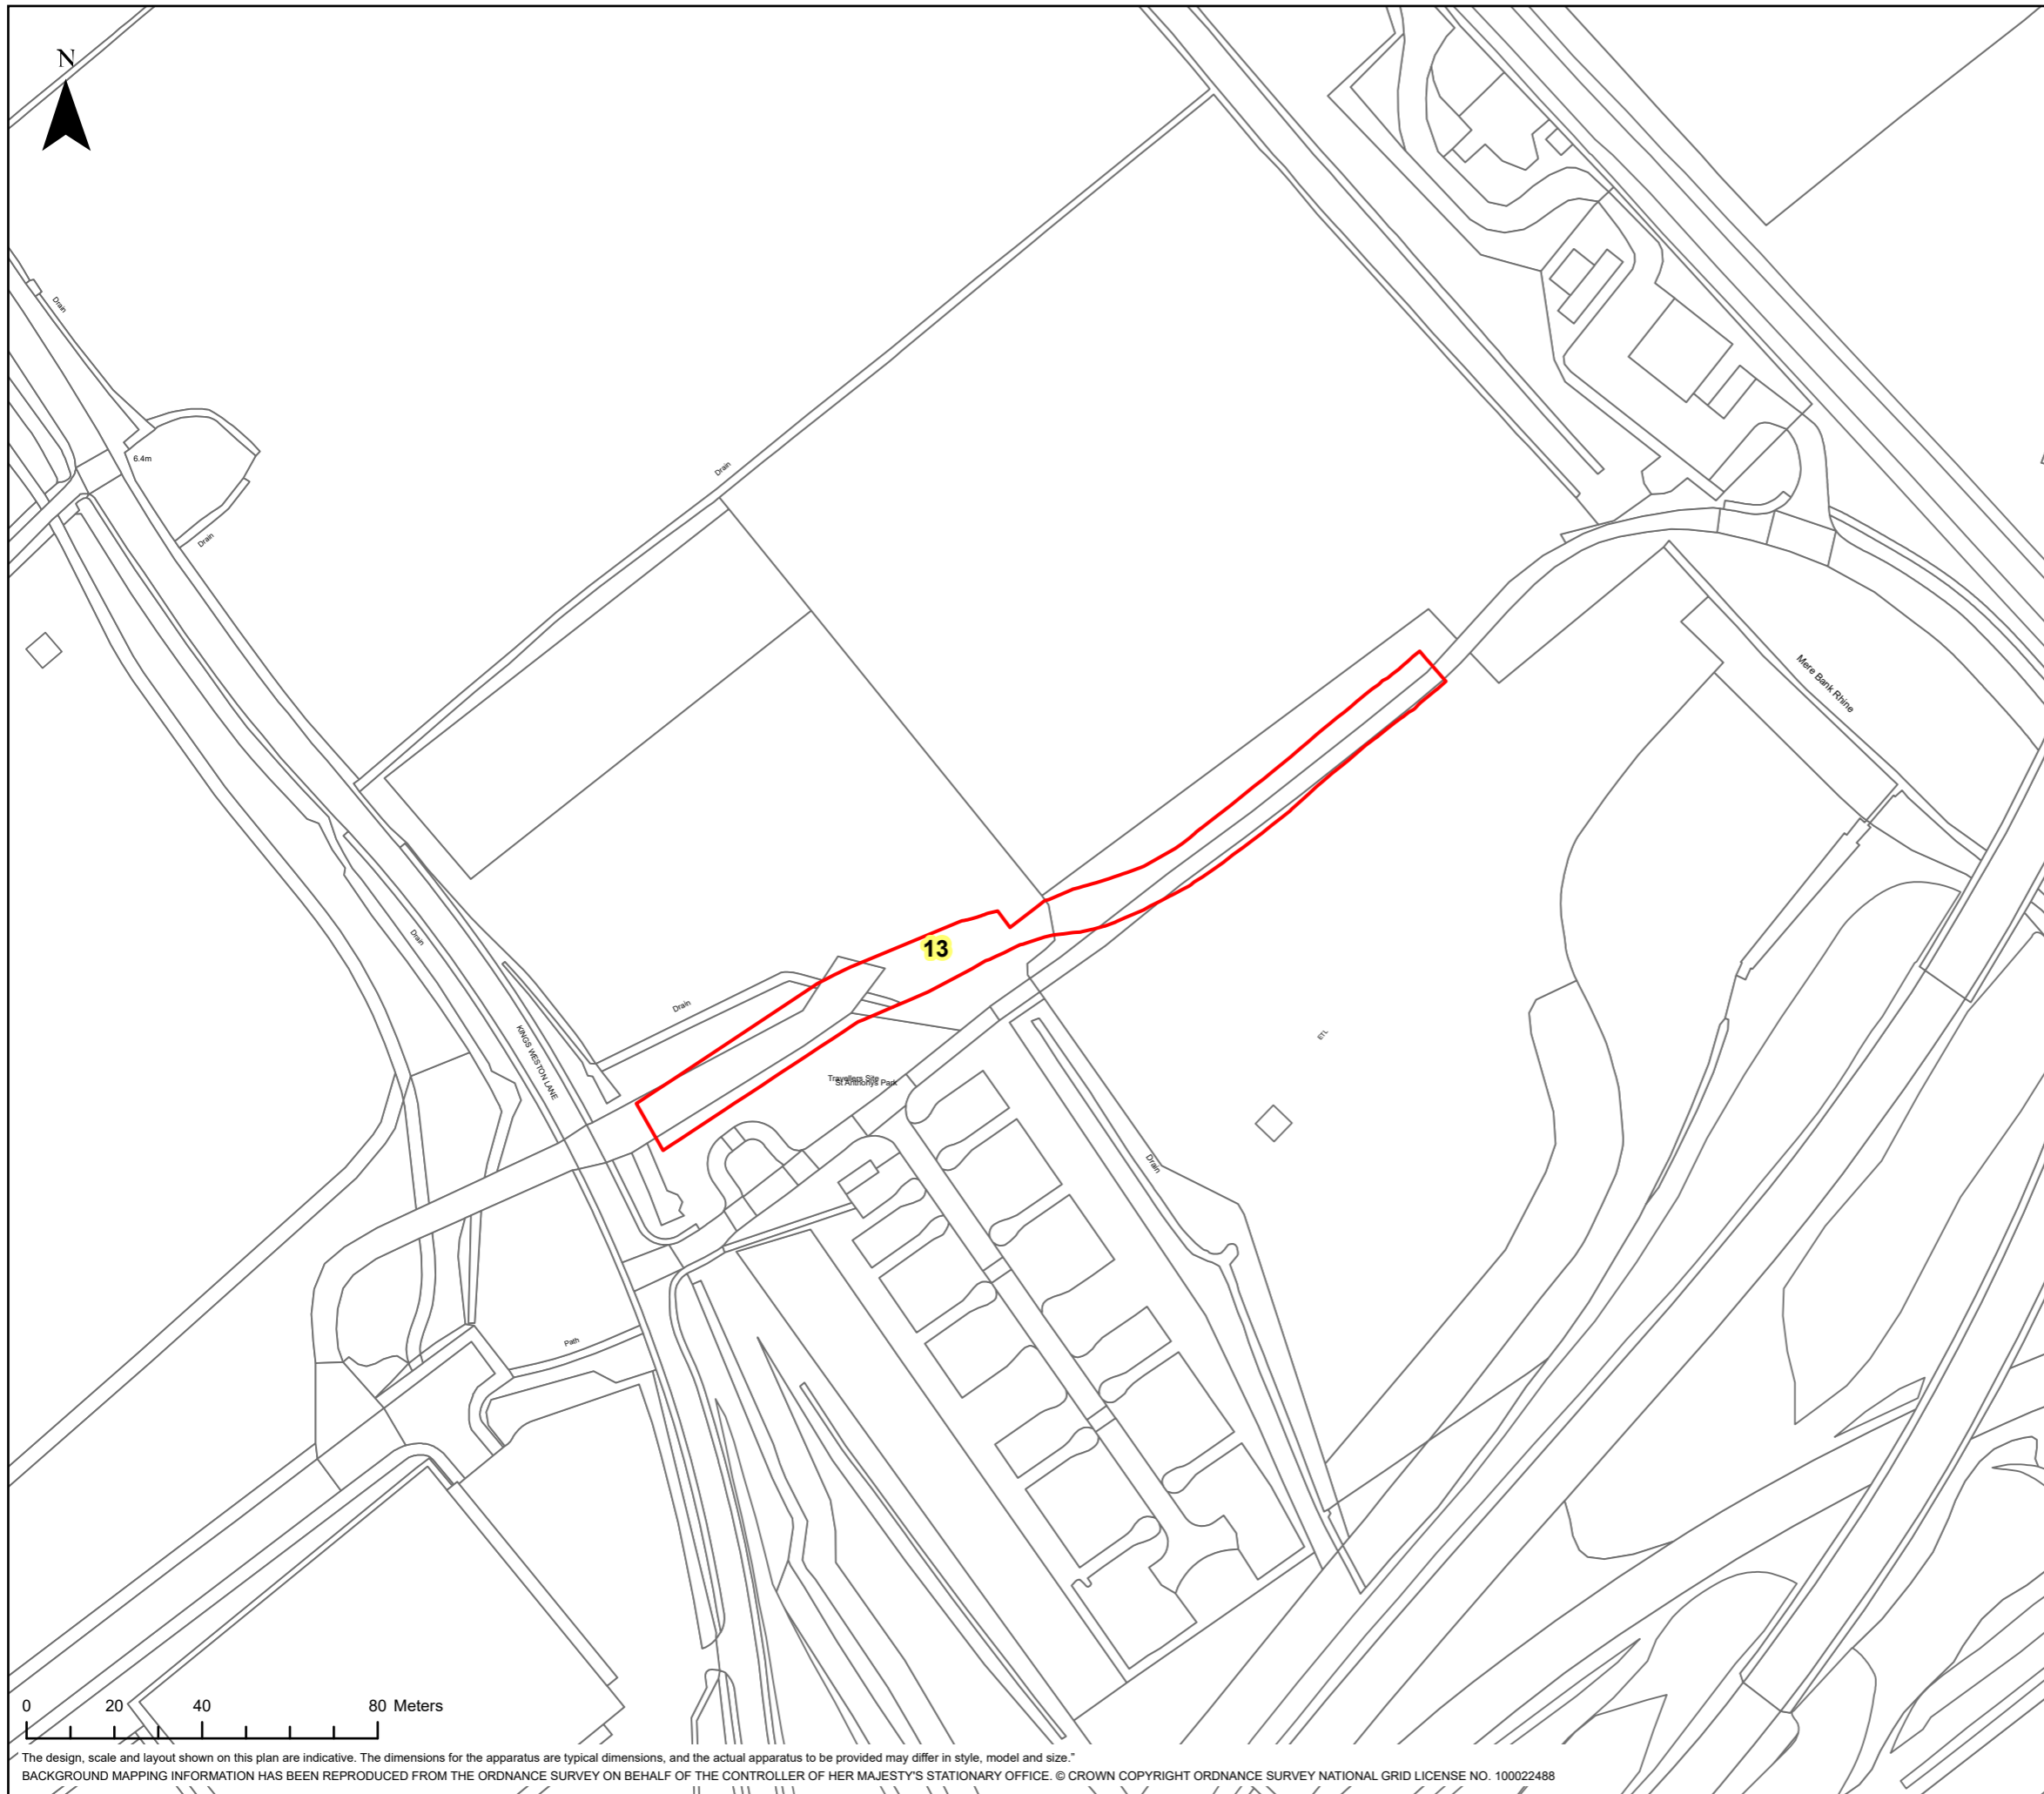 N
Drain
6.4m
Drain
Drain
Mere Bank Rhine
Drain
13
Drain
KINGS WESTON LANE
ETL
Travellers Site
St Anthonys Park
Drain
Path
0 20 40 80 Meters
The design, scale and layout shown on this plan are indicative. The dimensions for the apparatus are typical dimensions, and the actual apparatus to be provided may differ in style, model and size."
BACKGROUND MAPPING INFORMATION HAS BEEN REPRODUCED FROM THE ORDNANCE SURVEY ON BEHALF OF THE CONTROLLER OF HER MAJESTY'S STATIONARY OFFICE. © CROWN COPYRIGHT ORDNANCE SURVEY NATIONAL GRID LICENSE NO. 100022488